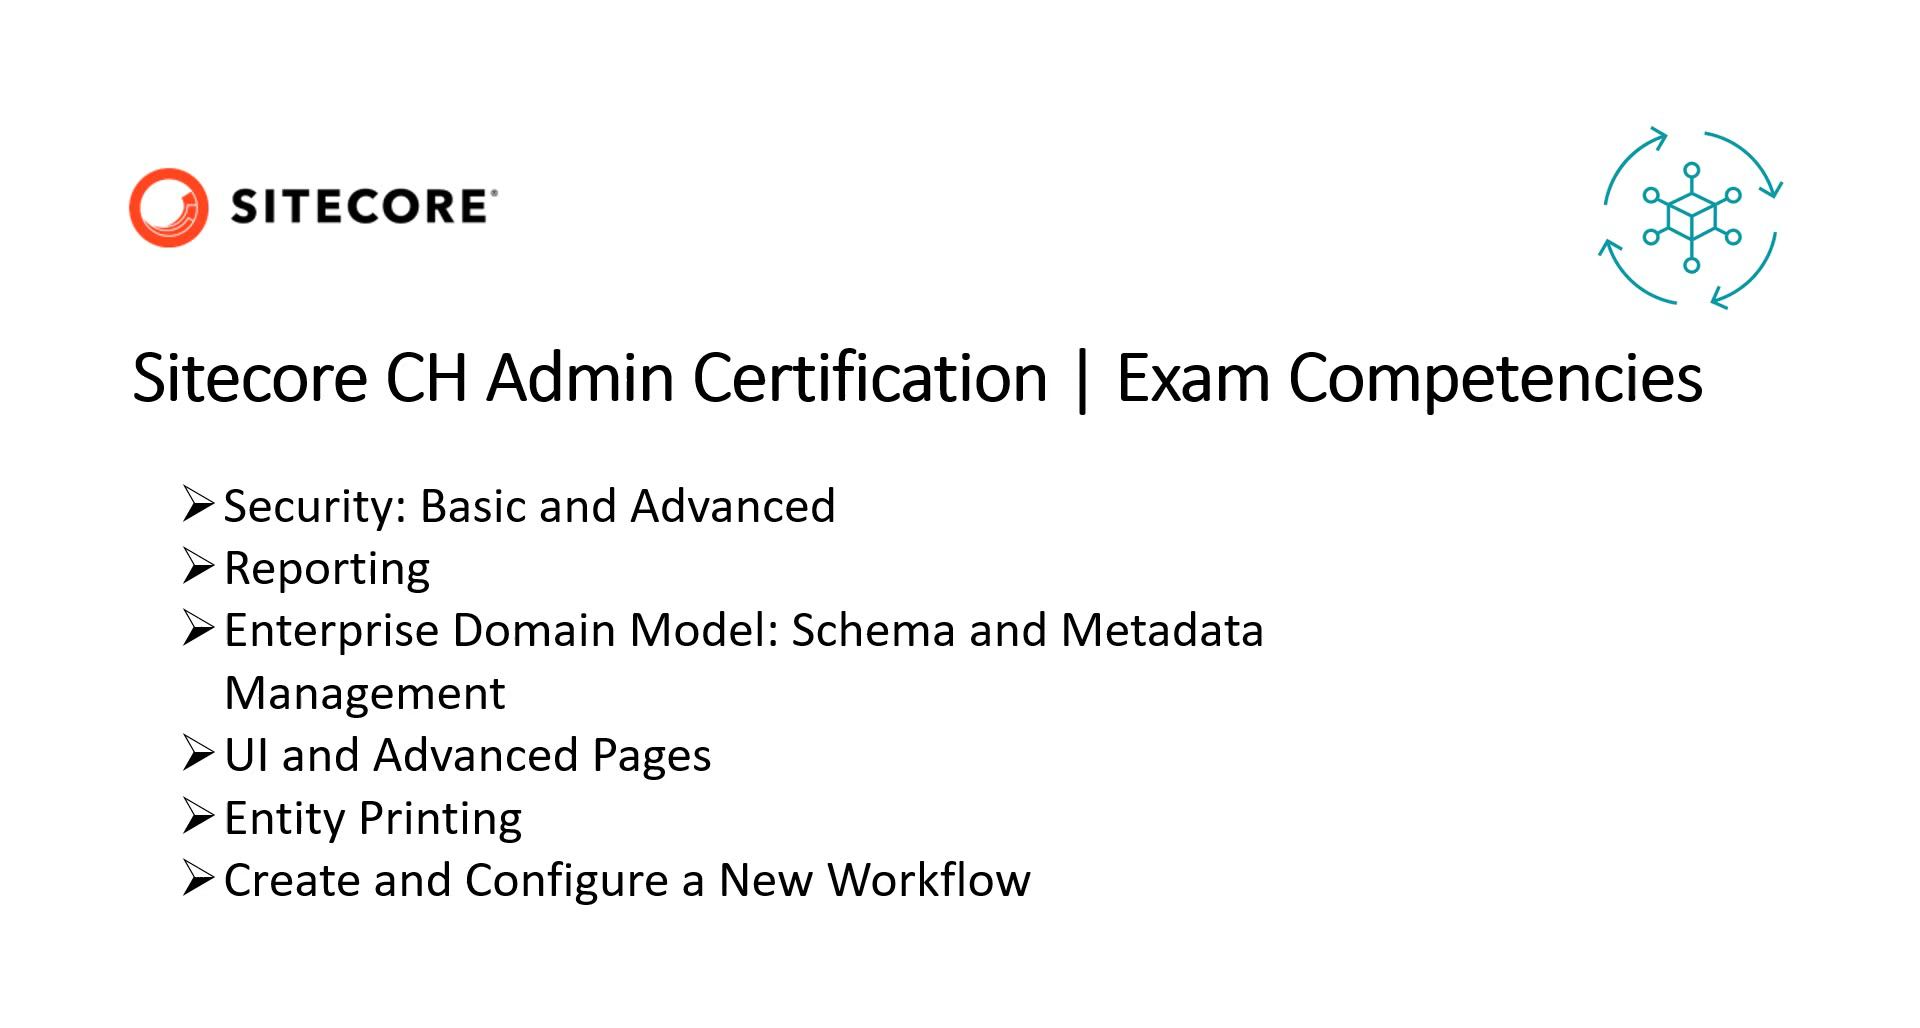 SITECORE®
Sitecore CH Admin Certification | Exam Competencies
Security: Basic and Advanced
Reporting
Enterprise Domain Model: Schema and Metadata
Management
UI and Advanced Pages
Entity Printing
Create and Configure a New Workflow